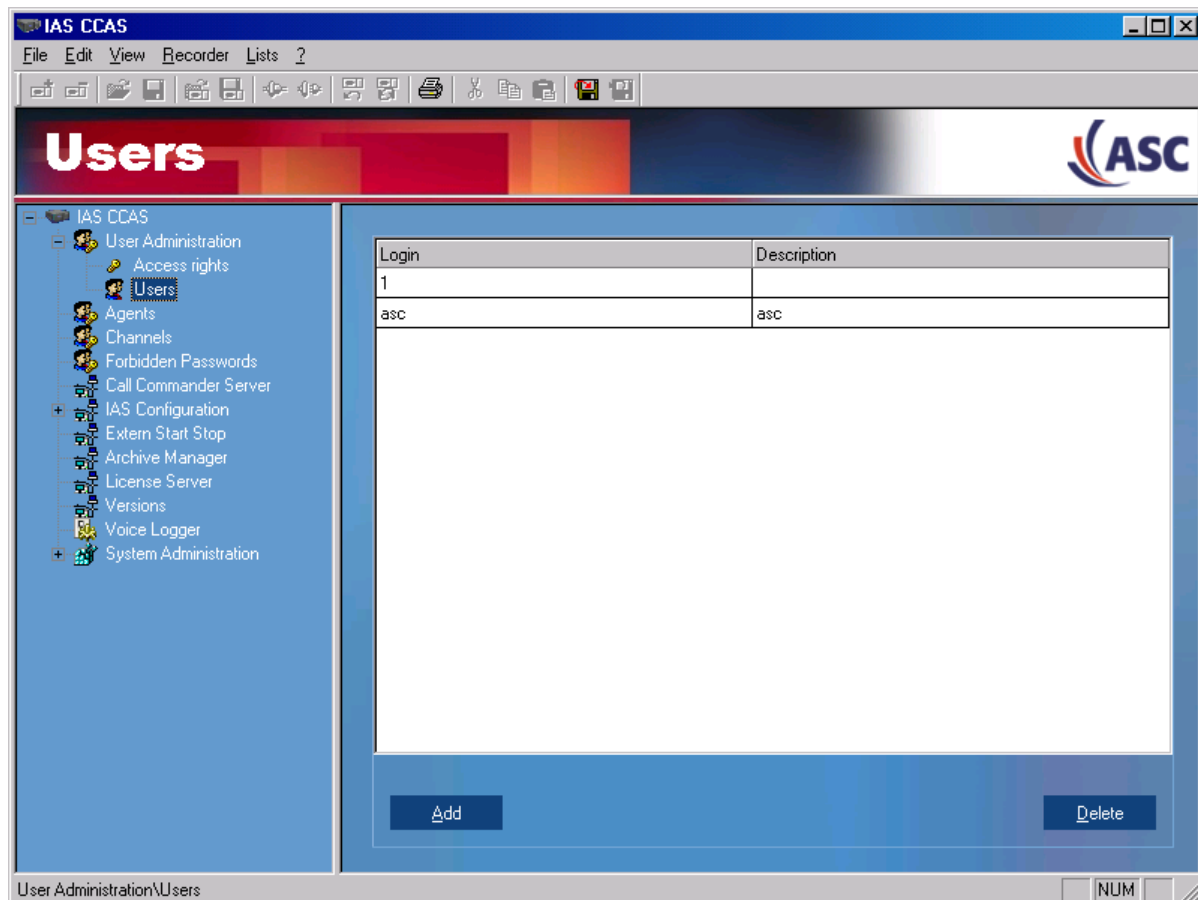 IAS CCAS
File Edit View Recorder Lists ?
Users
ASC
IAS CCAS
User Administration
Access rights
Users
Agents
Channels
Forbidden Passwords
Call Commander Server
IAS Configuration
Extern Start Stop
Archive Manager
License Server
Versions
Voice Logger
System Administration
Login Description
1
asc asc
Add Delete
User Administration\Users NUM